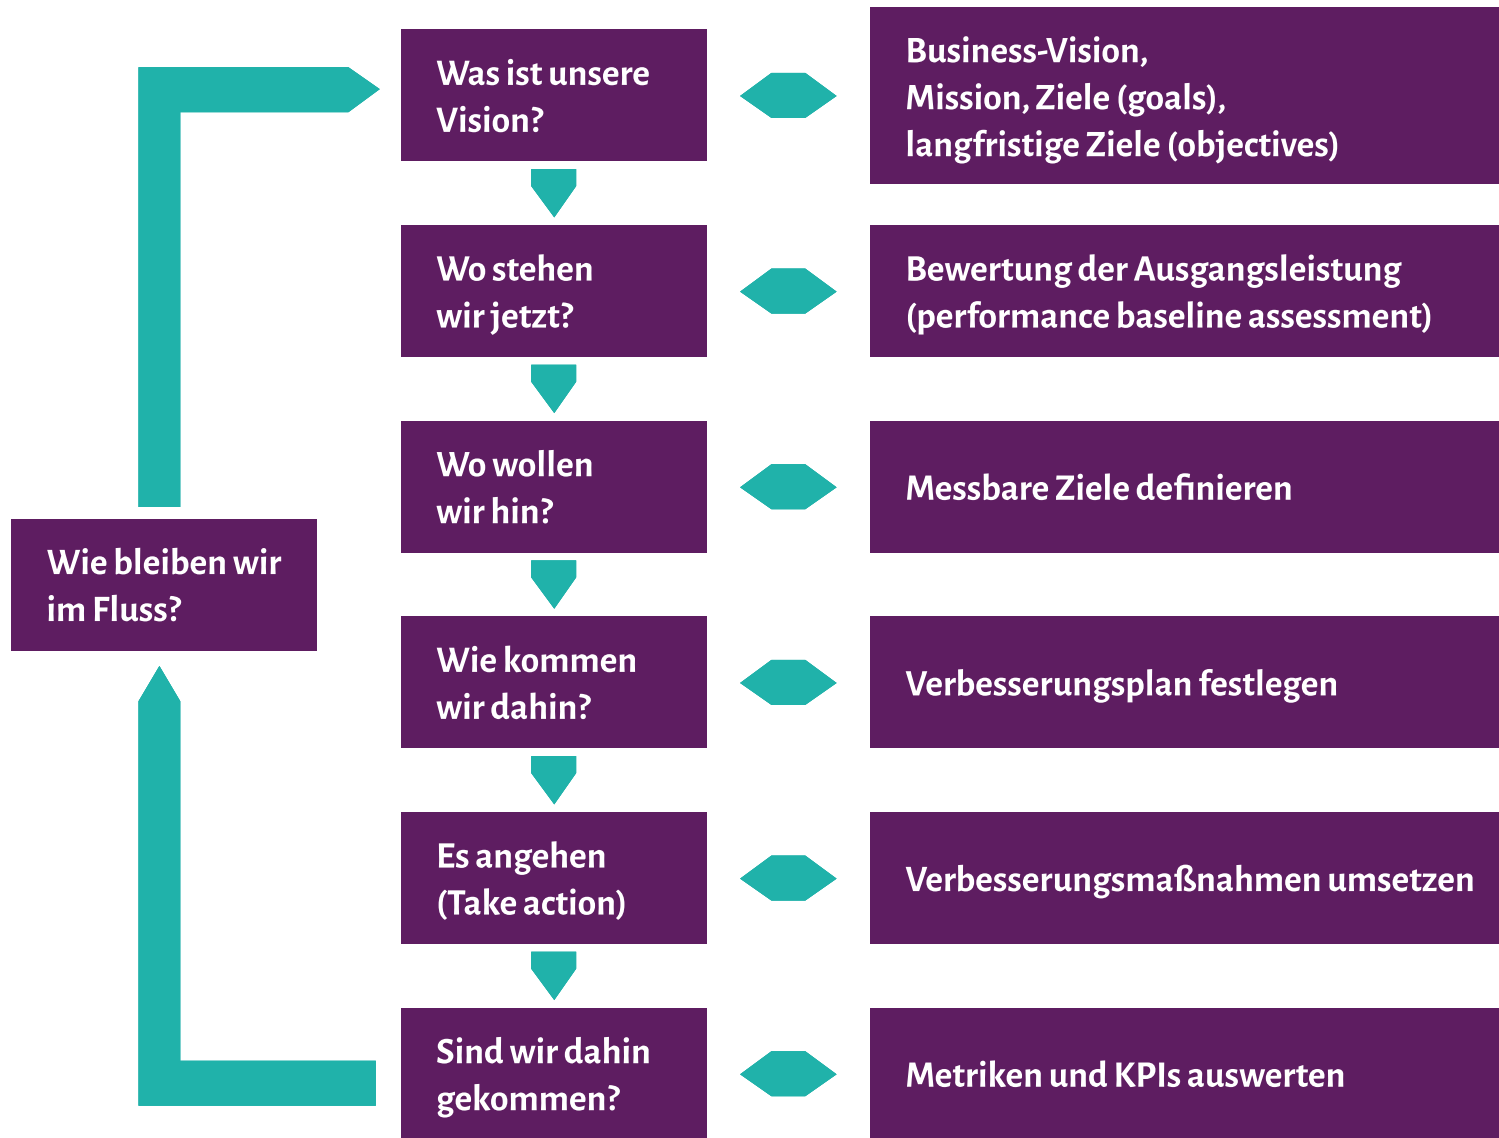 Was ist unsere
Vision?
Business-Vision,
Mission, Ziele (goals),
langfristige Ziele (objectives)
Wo stehen
wir jetzt?
Bewertung der Ausgangsleistung
(performance baseline assessment)
Wo wollen
wir hin?
Messbare Ziele definieren
Wie bleiben wir
im Fluss?
Wie kommen
wir dahin?
Verbesserungsplan festlegen
Es angehen
(Take action)
Verbesserungsmaßnahmen umsetzen
Sind wir dahin
gekommen?
Metriken und KPIs auswerten